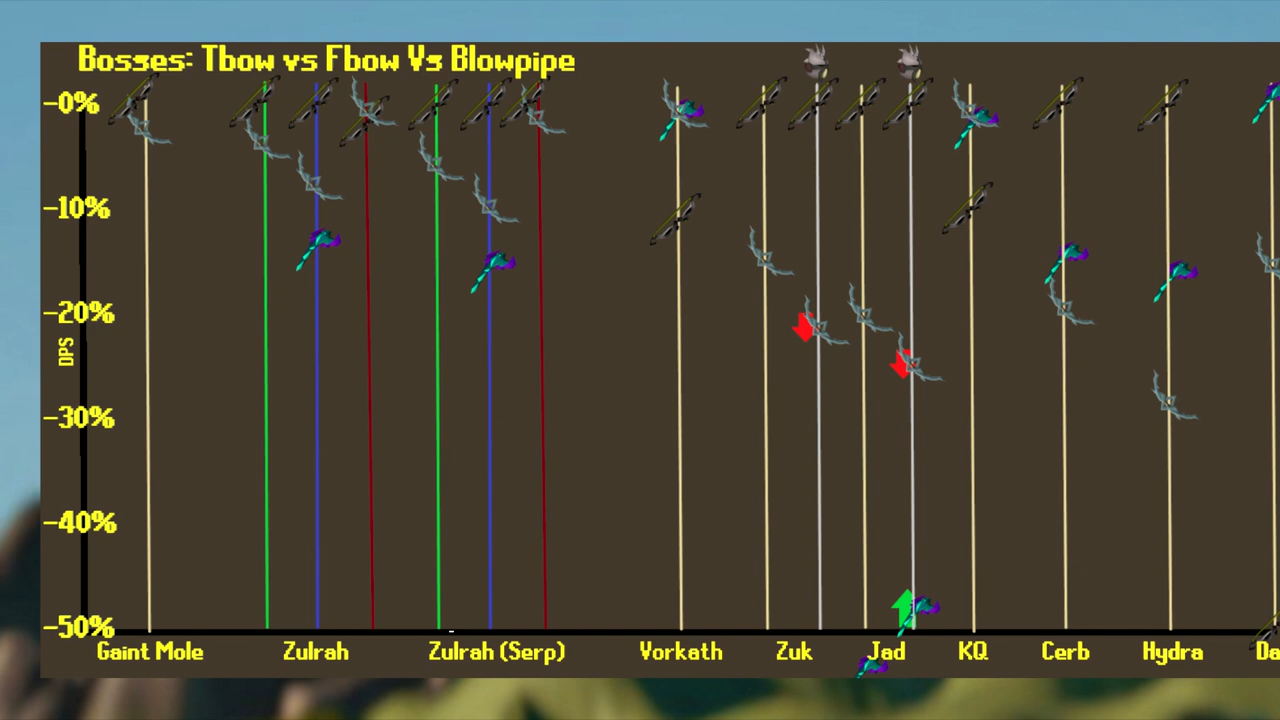 Bosses: Tbow vs Fbow Vs Blowpipe
-0%
-10%
-20%
DPS
-30%
-40%
-50%
Gaint Mole Zulrah Zulrah (Serp) Vorkath Zuk Jad KQ Cerb Hydra Da